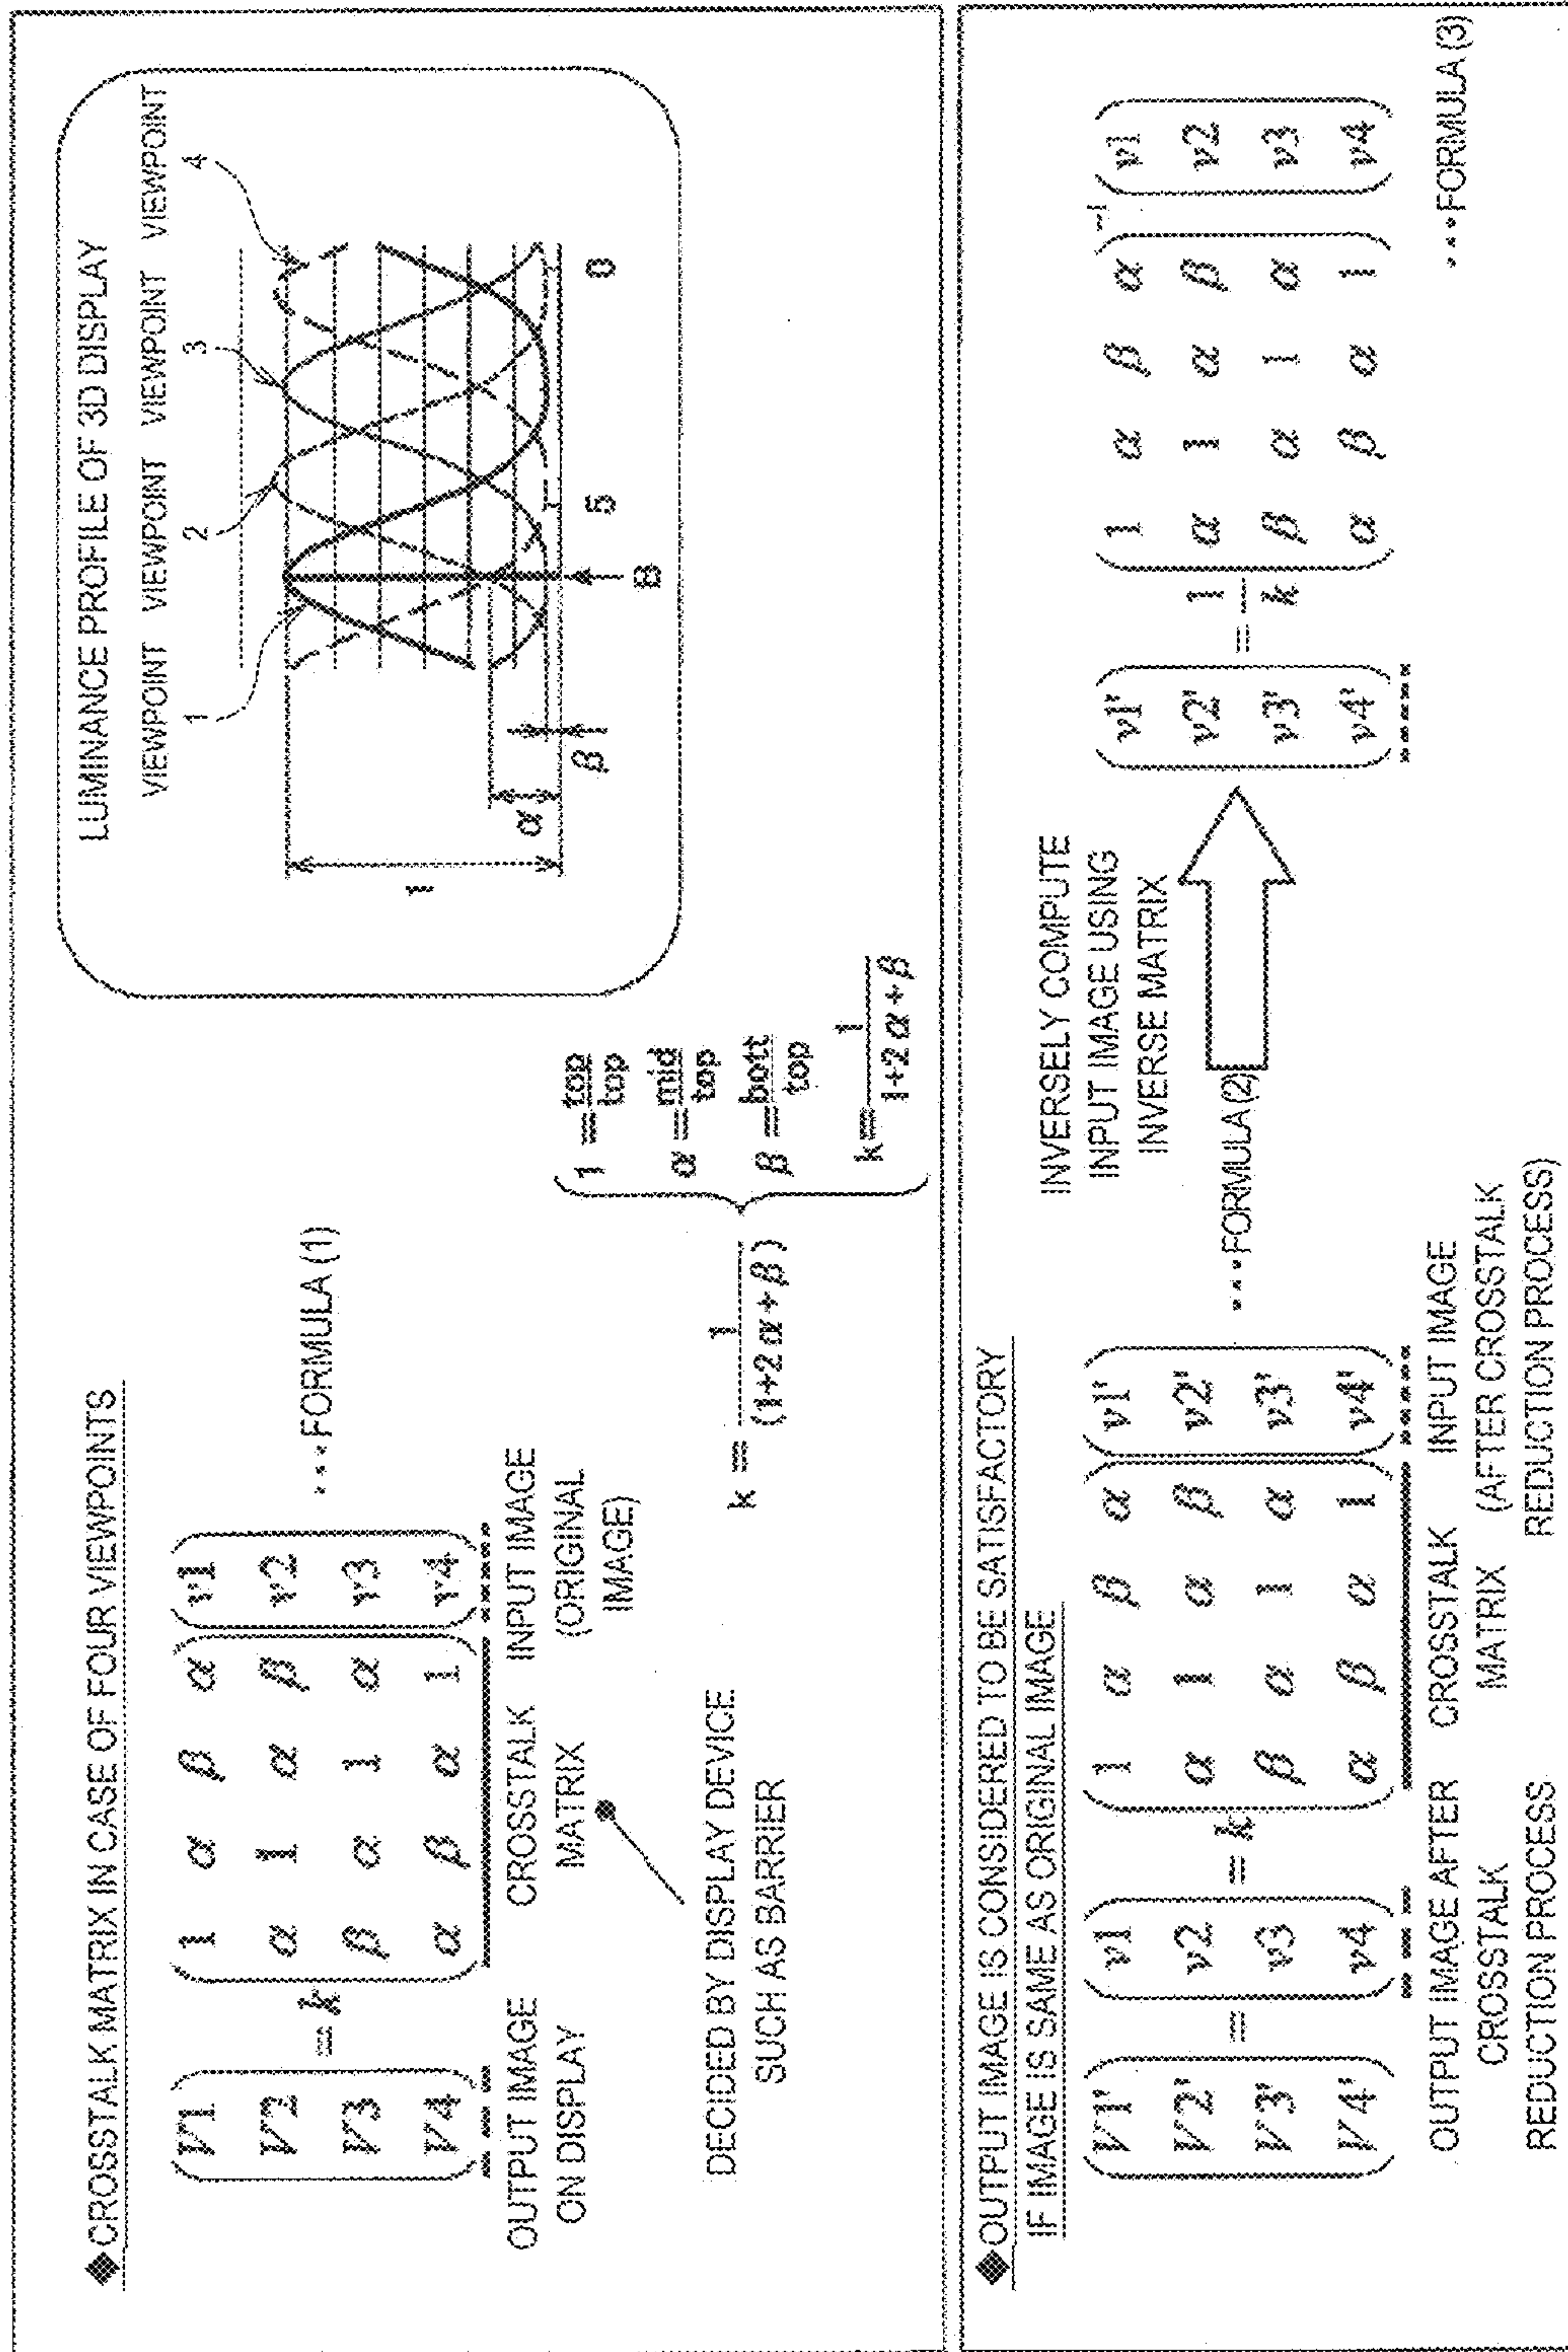 ◆CROSSTALK MATRIX IN CASE OF FOUR VIEWPOINTS
V1 1 α β α v1
V2 =k α 1 α β v2 ···FORMULA (1)
V3 β α 1 α v3
V4 α β α 1 v4
OUTPUT IMAGE CROSSTALK INPUT IMAGE
ON DISPLAY MATRIX (ORIGINAL
IMAGE)
DECIDED BY DISPLAY DEVICE
SUCH AS BARRIER
k = 1
(1+2α+β)
1 = top
top
α = mid
top
β = bott
top
k= 1
1+2α+β
LUMINANCE PROFILE OF 3D DISPLAY
VIEWPOINT VIEWPOINT VIEWPOINT VIEWPOINT
1 2 3 4
1
α
β
B
5 0
◆OUTPUT IMAGE IS CONSIDERED TO BE SATISFACTORY
IF IMAGE IS SAME AS ORIGINAL IMAGE
V1' v1 1 α β α v1'
V2' = v2 =k α 1 α β v2' ···FORMULA (2)
V3' v3 β α 1 α v3'
V4' v4 α β α 1 v4'
OUTPUT IMAGE AFTER CROSSTALK INPUT IMAGE
CROSSTALK MATRIX (AFTER CROSSTALK
REDUCTION PROCESS REDUCTION PROCESS)
INVERSELY COMPUTE
INPUT IMAGE USING
INVERSE MATRIX
v1' 1 α β α -1 v1
v2' = 1 α 1 α β v2
v3' k β α 1 α v3
v4' α β α 1 v4
···FORMULA (3)